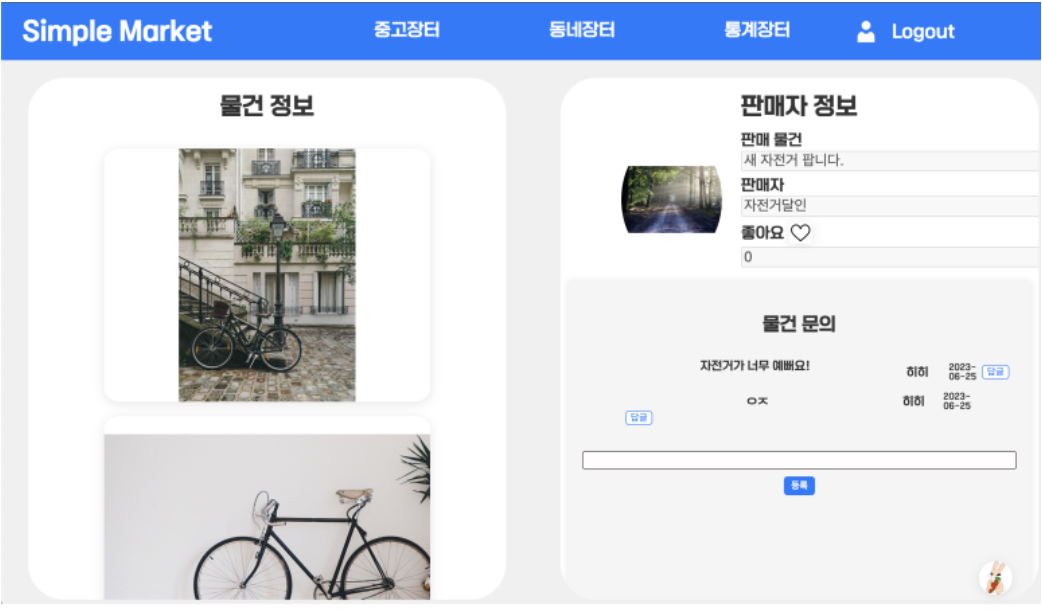 Simple Market
중고장터
동네장터
통계장터
Logout
물건 정보
판매자 정보
판매 물건
새 자전거 팝니다.
판매자
자전거달인
좋아요
0
물건 문의
자전거가 너무 예뻐요!
히히
2023-
06-25
답글
ㅇㅈ
히히
2023-
06-25
답글
등록